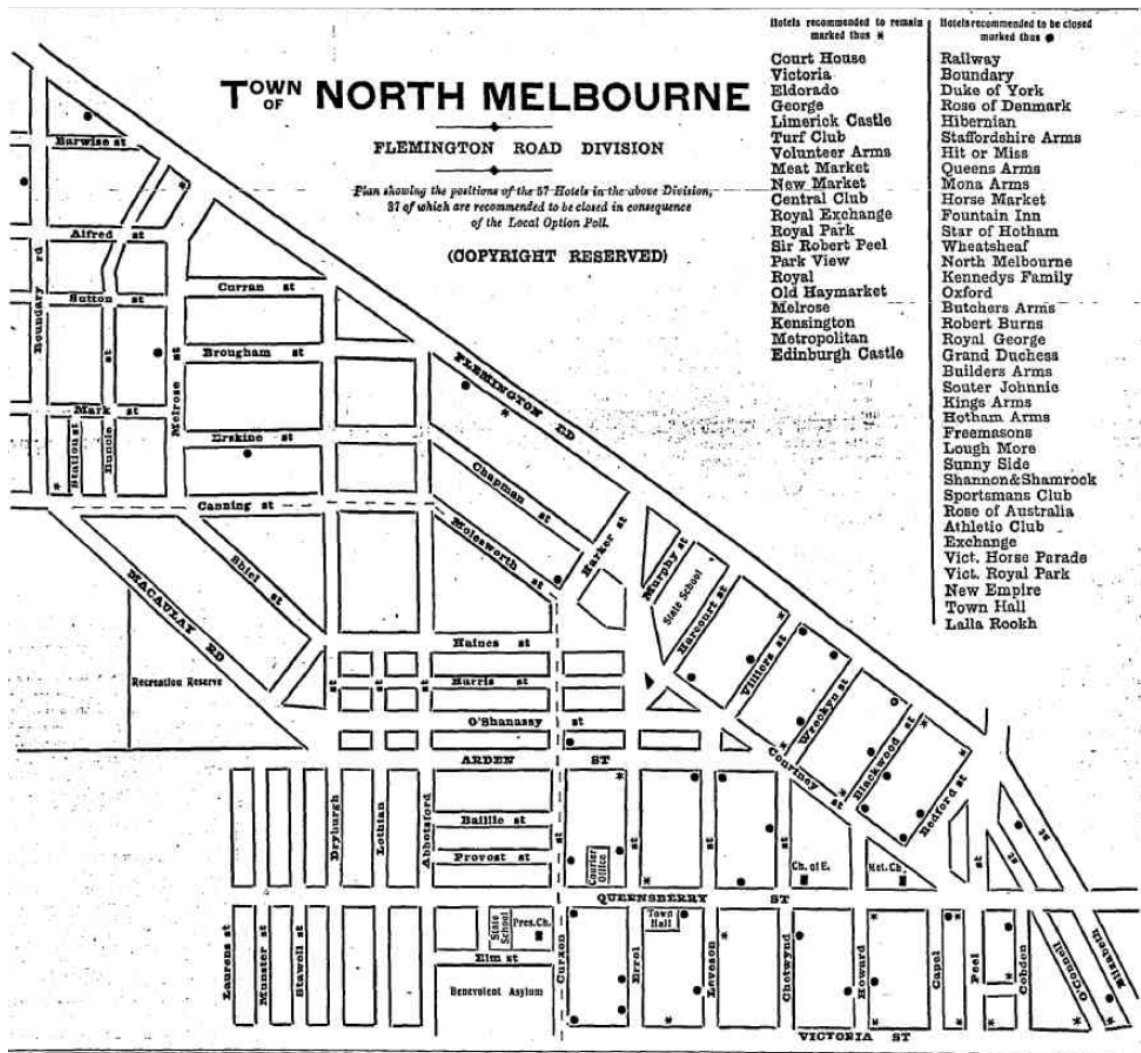 TOWN OF NORTH MELBOURNE
FLEMINGTON ROAD DIVISION
Plan showing the positions of the 57 Hotels in the above Division,
37 of which are recommended to be closed in consequence
of the Local Option Poll.
(COPYRIGHT RESERVED)
Hotels recommended to remain
marked thus *
Court House
Victoria
Eldorado
George
Limerick Castle
Turf Club
Volunteer Arms
Meat Market
New Market
Central Club
Royal Exchange
Royal Park
Sir Robert Peel
Park View
Royal
Old Haymarket
Melrose
Kensington
Metropolitan
Edinburgh Castle
Hotels recommended to be closed
marked thus ●
Railway
Boundary
Duke of York
Rose of Denmark
Hibernian
Staffordshire Arms
Hit or Miss
Queens Arms
Mona Arms
Horse Market
Fountain Inn
Star of Hotham
Wheatsheaf
North Melbourne
Kennedys Family
Oxford
Butchers Arms
Robert Burns
Royal George
Grand Duchess
Builders Arms
Souter Johnnie
Kings Arms
Hotham Arms
Freemasons
Lough More
Sunny Side
Shannon&Shamrock
Sportsmans Club
Rose of Australia
Athletic Club
Exchange
Vict. Horse Parade
Vict. Royal Park
New Empire
Town Hall
Lalla Rookh
Barwise st
Alfred st
Boundary rd
Sutton st
Curran st
Brougham st
Melrose st
Mark st
Station st
Buncle st
Erskine st
Canning st
FLEMINGTON RD
Chapman st
Molesworth st
Harker st
Murphy st
State School
Harcourt st
Villiers st
Wreckyn st
Blackwood st
Bedford st
Courtney st
Shiel st
MACAULAY RD
Recreation Reserve
Haines st
Harris st
O'Shanassy st
ARDEN ST
Dryburgh st
Lothian st
Abbotsford st
Baillie st
Provost st
Courier Office
Ch. of E.
Met. Ch.
QUEENSBERRY ST
Laurens st
Munster st
Stawell st
State School
Pres. Ch.
Elm st
Benevolent Asylum
Curzon st
Errol st
Town Hall
Leveson st
Chetwynd st
Howard
Capel
Peel st
Cobden
O'Connell st
Elizabeth st
VICTORIA ST